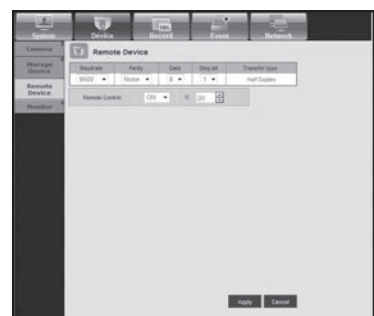 System Device Record Event Network
Camera
Storage Device
Remote Device
Monitor
Remote Device
Baudrate Parity Data Stop bit Transfer type
9600 None 8 1 Half Duplex
Remote Control ON ID 00
Apply Cancel